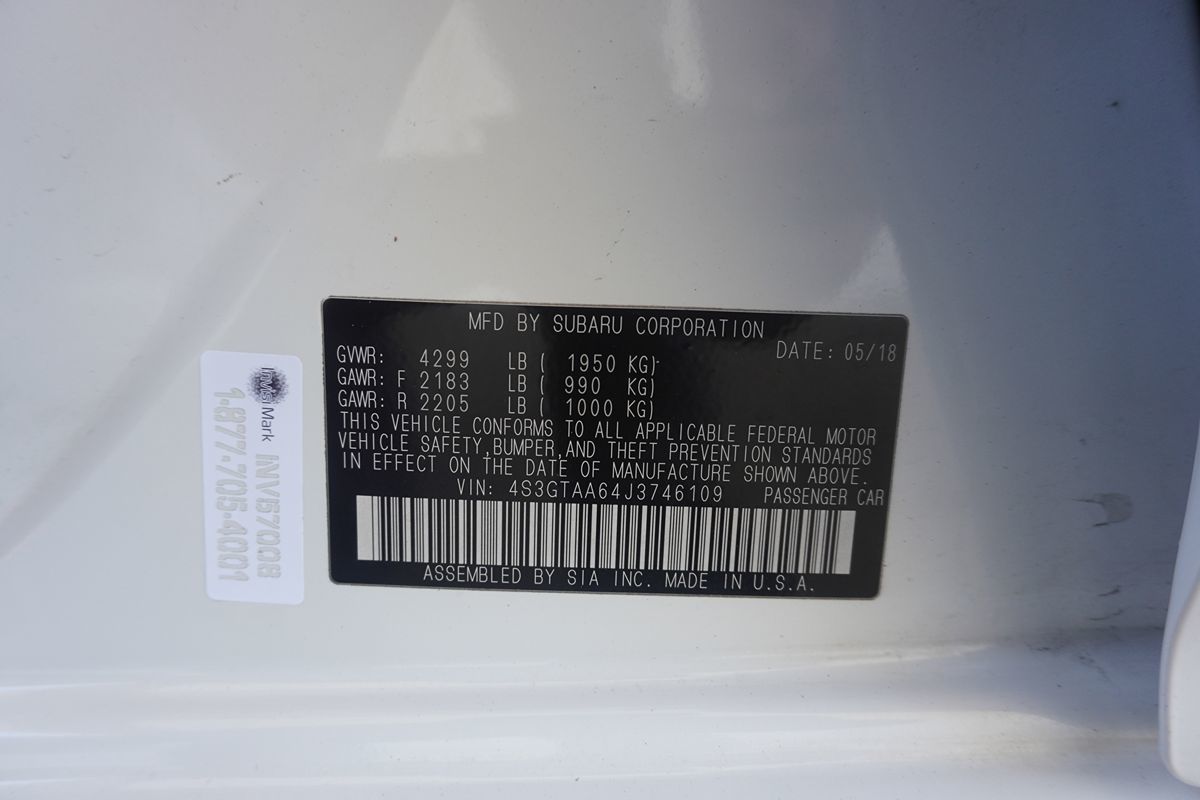 MFD BY SUBARU CORPORATION
DATE: 05/18
GVWR: 4299 LB ( 1950 KG)
GAWR: F 2183 LB ( 990 KG)
GAWR: R 2205 LB ( 1000 KG)
THIS VEHICLE CONFORMS TO ALL APPLICABLE FEDERAL MOTOR
VEHICLE SAFETY,BUMPER,AND THEFT PREVENTION STANDARDS
IN EFFECT ON THE DATE OF MANUFACTURE SHOWN ABOVE.
VIN: 4S3GTAA64J3746109 PASSENGER CAR
ASSEMBLED BY SIA INC. MADE IN U.S.A.
InVisiMark INV57008
1.877.705.4001